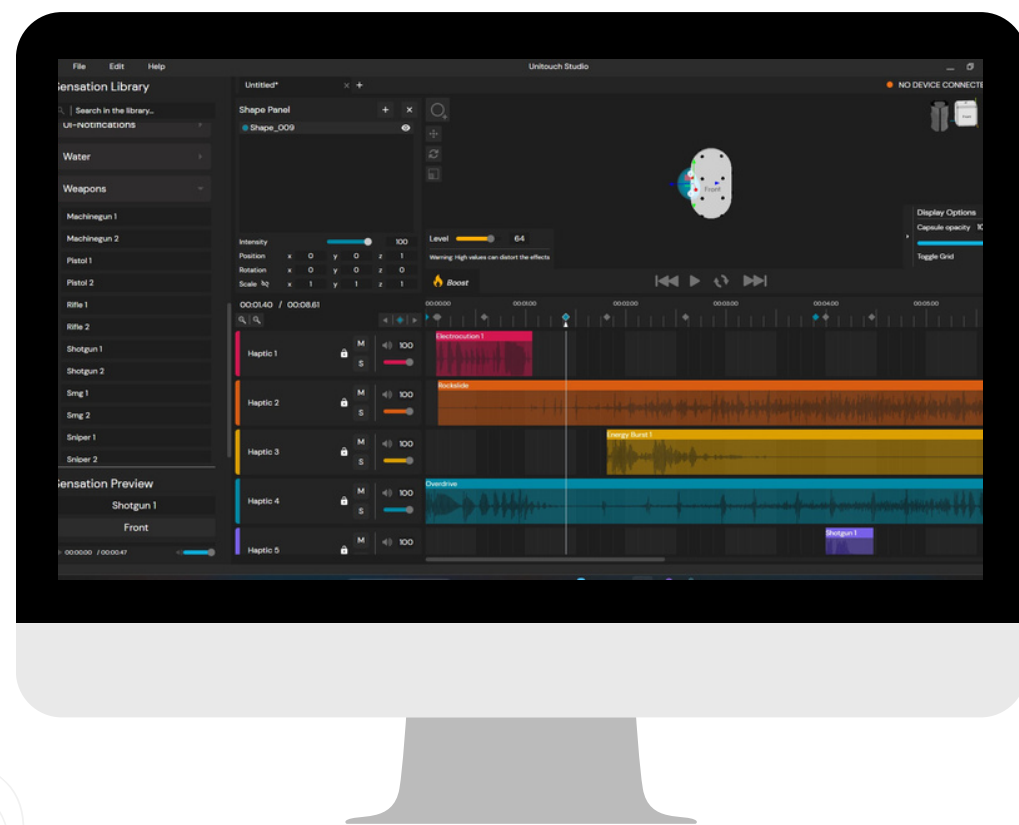 File Edit Help
Unitouch Studio
Sensation Library
Search in the library...
UI-Notifications
Water
Weapons
Machinegun 1
Machinegun 2
Pistol 1
Pistol 2
Rifle 1
Rifle 2
Shotgun 1
Shotgun 2
Smg 1
Smg 2
Sniper 1
Sniper 2
Sensation Preview
Shotgun 1
Front
00:00.00 / 00:00.47
Untitled* × +
NO DEVICE CONNECTE
Shape Panel + ×
Shape_009
Intensity 100
Position x 0 y 0 z 1
Rotation x 0 y 0 z 0
Scale x 1 y 1 z 1
Front
Front
Level 64
Warning: High values can distort the effects
Boost
Display Options
Capsule opacity 10
Toggle Grid
00:01.40 / 00:08.61
00:00:00 00:01:00 00:02:00 00:03:00 00:04:00 00:05:00
Haptic 1 M S 100
Electrocution 1
Haptic 2 M S 100
Rockslide
Haptic 3 M S 100
Energy Burst 1
Haptic 4 M S 100
Overdrive
Haptic 5 M 100
Shotgun 1